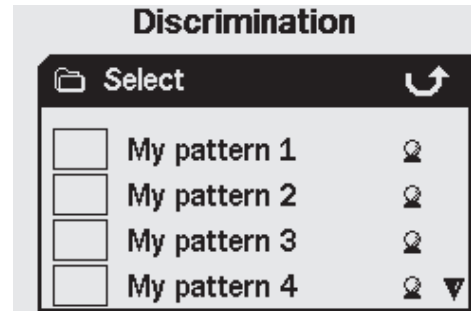 Discrimination
Select
My pattern 1
My pattern 2
My pattern 3
My pattern 4